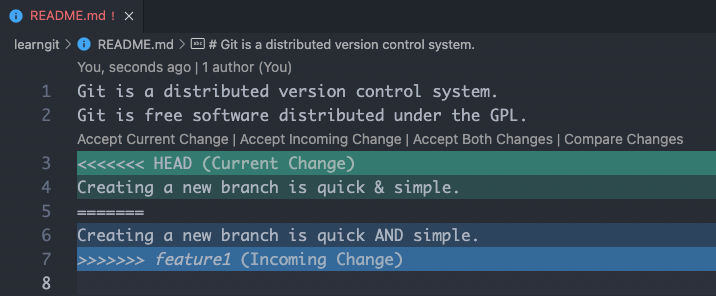 README.md ! ×
learngit > README.md > # Git is a distributed version control system.
You, seconds ago | 1 author (You)
1 Git is a distributed version control system.
2 Git is free software distributed under the GPL.
Accept Current Change | Accept Incoming Change | Accept Both Changes | Compare Changes
3 <<<<<<< HEAD (Current Change)
4 Creating a new branch is quick & simple.
5 =======
6 Creating a new branch is quick AND simple.
7 >>>>>>> feature1 (Incoming Change)
8